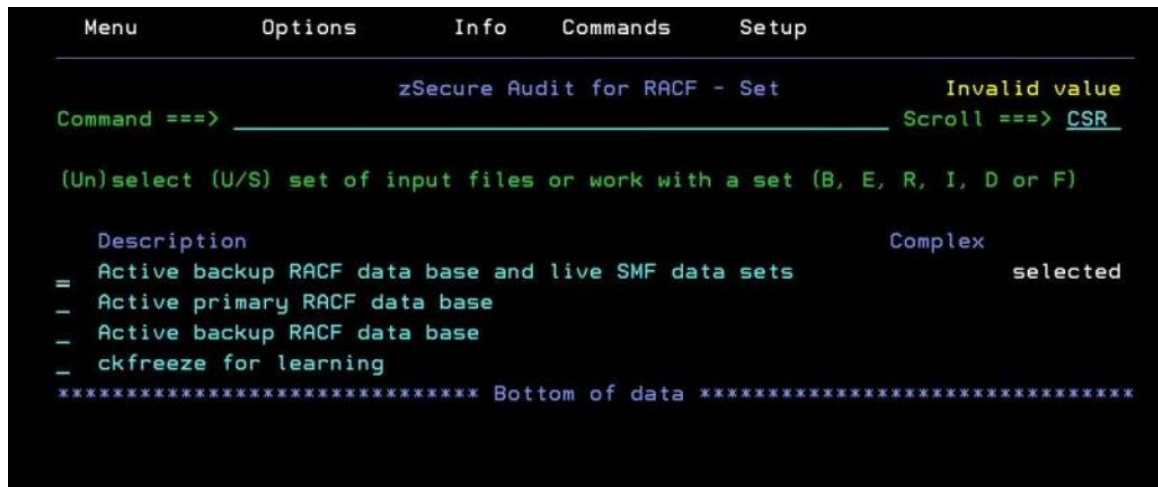 Menu Options Info Commands Setup
zSecure Audit for RACF - Set Invalid value
Command ===> _ Scroll ===> CSR
(Un)select (U/S) set of input files or work with a set (B, E, R, I, D or F)
Description Complex
_ Active backup RACF data base and live SMF data sets selected
_ Active primary RACF data base
_ Active backup RACF data base
_ ckfreeze for learning
******************************* Bottom of data ********************************